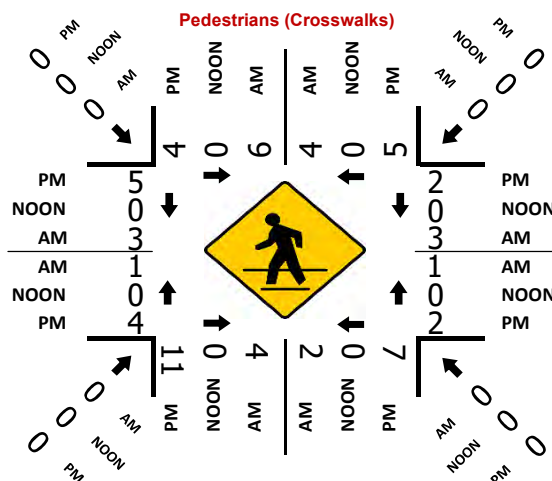 Pedestrians (Crosswalks)
PM NOON AM
0 0 0
PM NOON AM AM NOON PM
4 0 6 4 0 5
PM NOON AM
0 0 0
PM 5 2 PM
NOON 0 0 NOON
AM 3 3 AM
AM 1 1 AM
NOON 0 0 NOON
PM 4 2 PM
11 0 4 2 0 7
PM NOON AM AM NOON PM
0 0 0
AM NOON PM
0 0 0
AM NOON PM